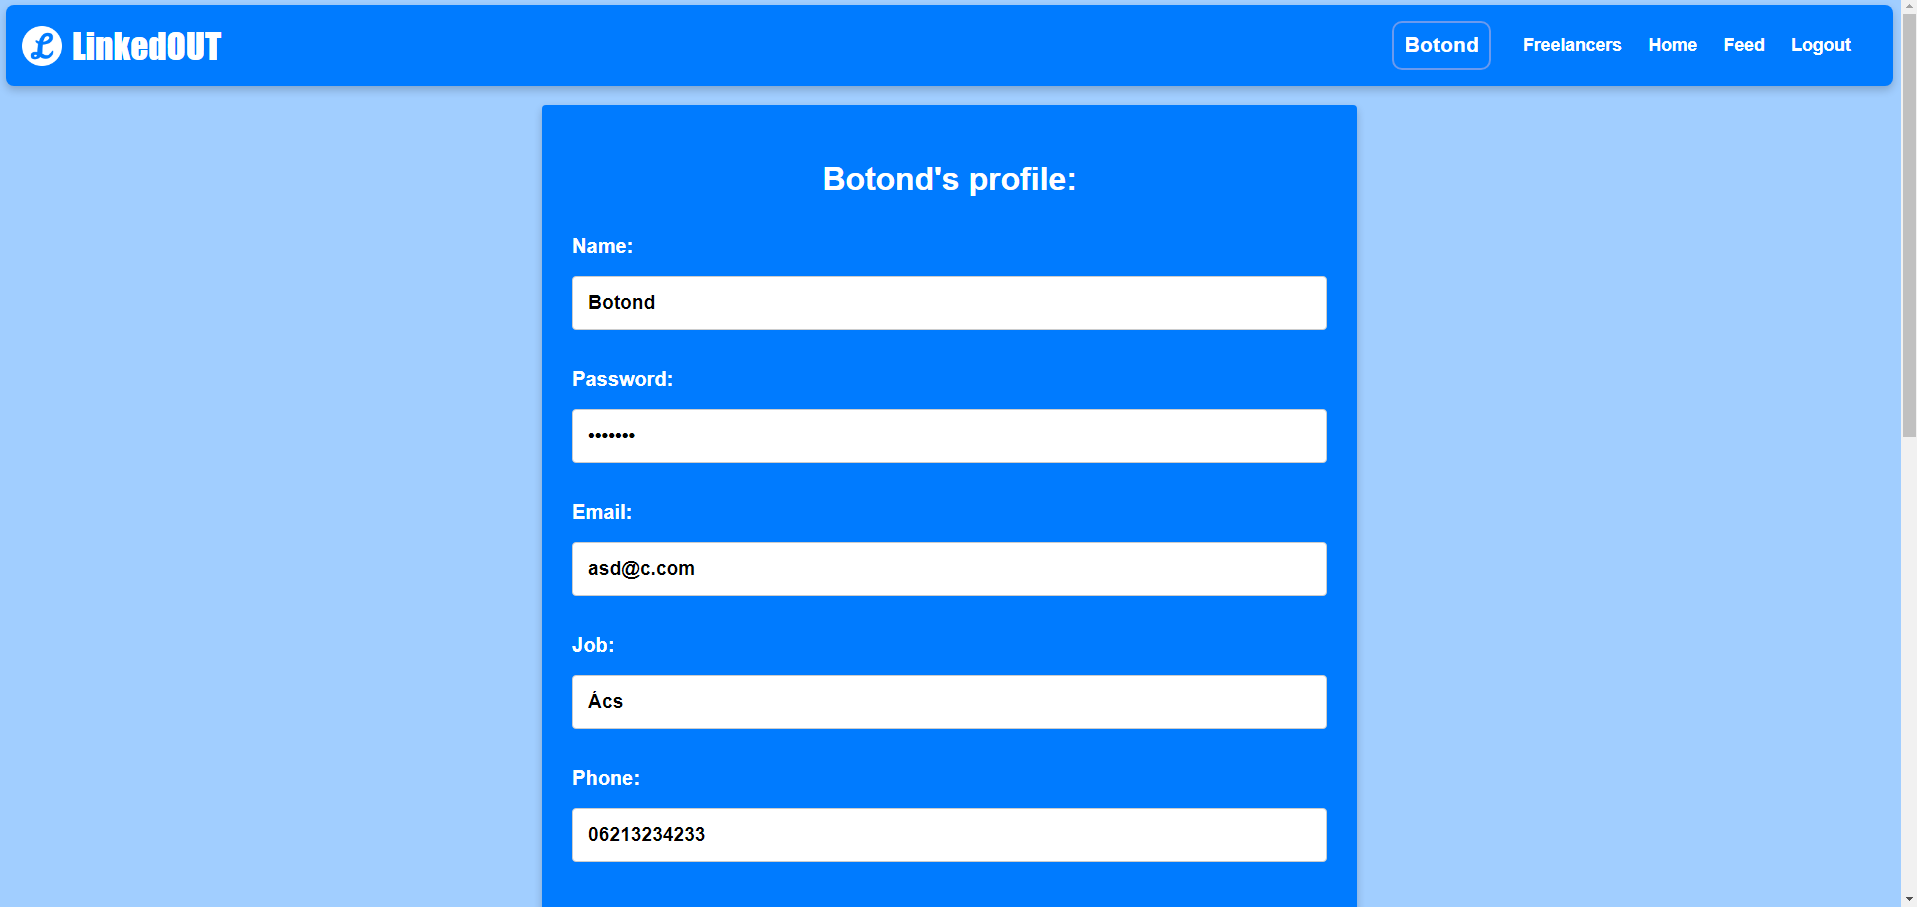 L LinkedOUT
Botond Freelancers Home Feed Logout
Botond's profile:
Name:
Botond
Password:
•••••••
Email:
asd@c.com
Job:
Ács
Phone:
06213234233